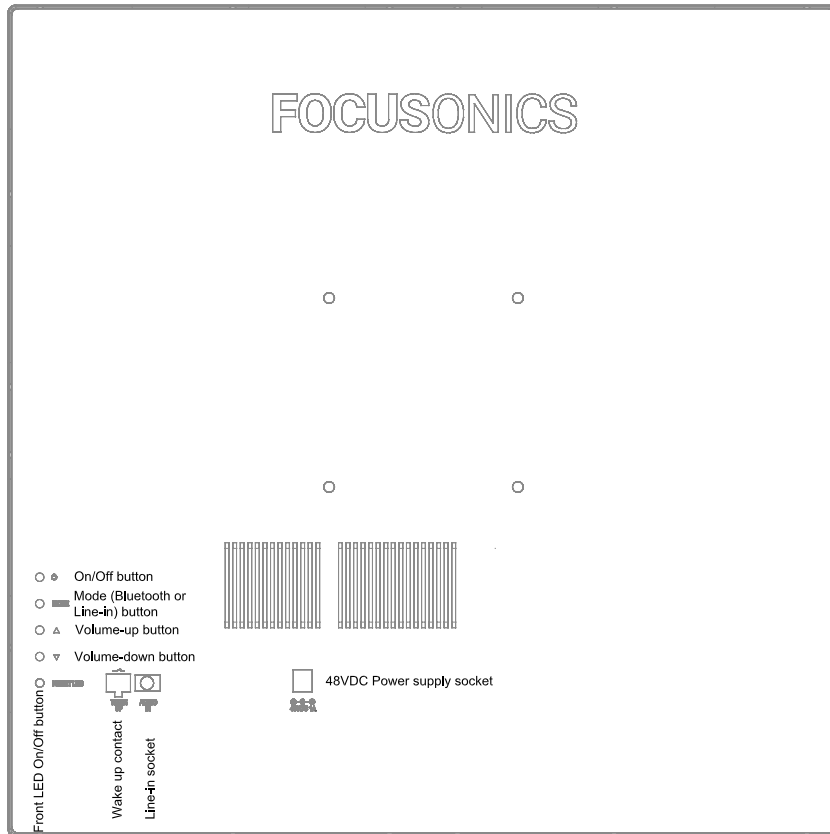 FOCUSONICS
On/Off button
Mode (Bluetooth or
Line-in) button
Volume-up button
Volume-down button
48VDC Power supply socket
Front LED On/Off button
Wake up contact
Line-in socket